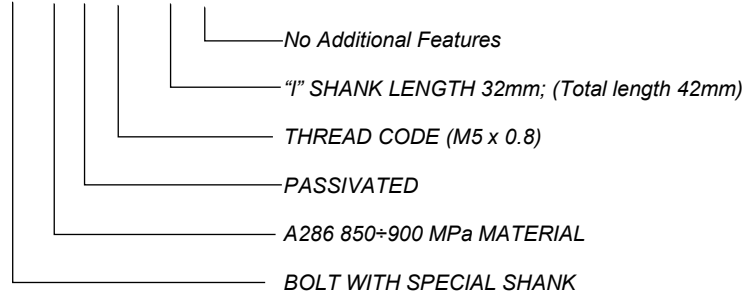 No Additional Features
“l” SHANK LENGTH 32mm; (Total length 42mm)
THREAD CODE (M5 x 0.8)
PASSIVATED
A286 850÷900 MPa MATERIAL
BOLT WITH SPECIAL SHANK